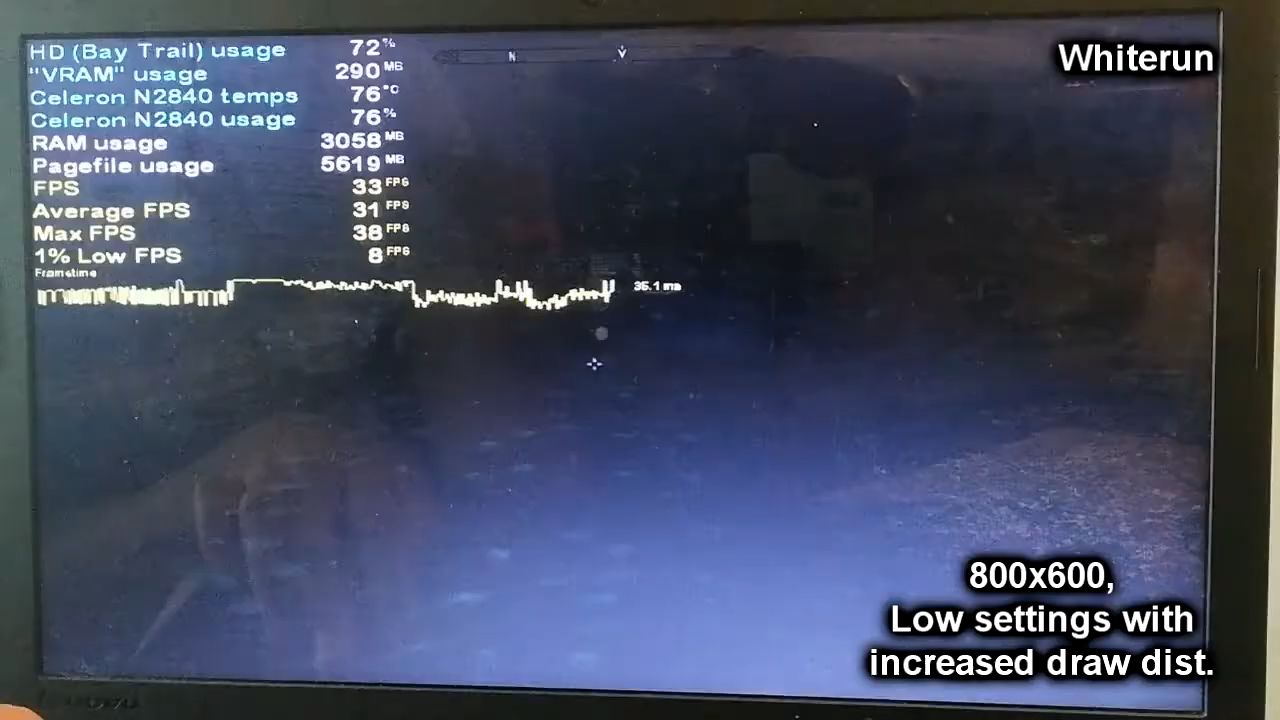 HD (Bay Trail) usage 72 %
"VRAM" usage 290 MB
Celeron N2840 temps 76 °C
Celeron N2840 usage 76 %
RAM usage 3058 MB
Pagefile usage 5619 MB
FPS 33 FPS
Average FPS 31 FPS
Max FPS 38 FPS
1% Low FPS 8 FPS
Frametime
35.1 ms
N
Whiterun
800x600,
Low settings with
increased draw dist.